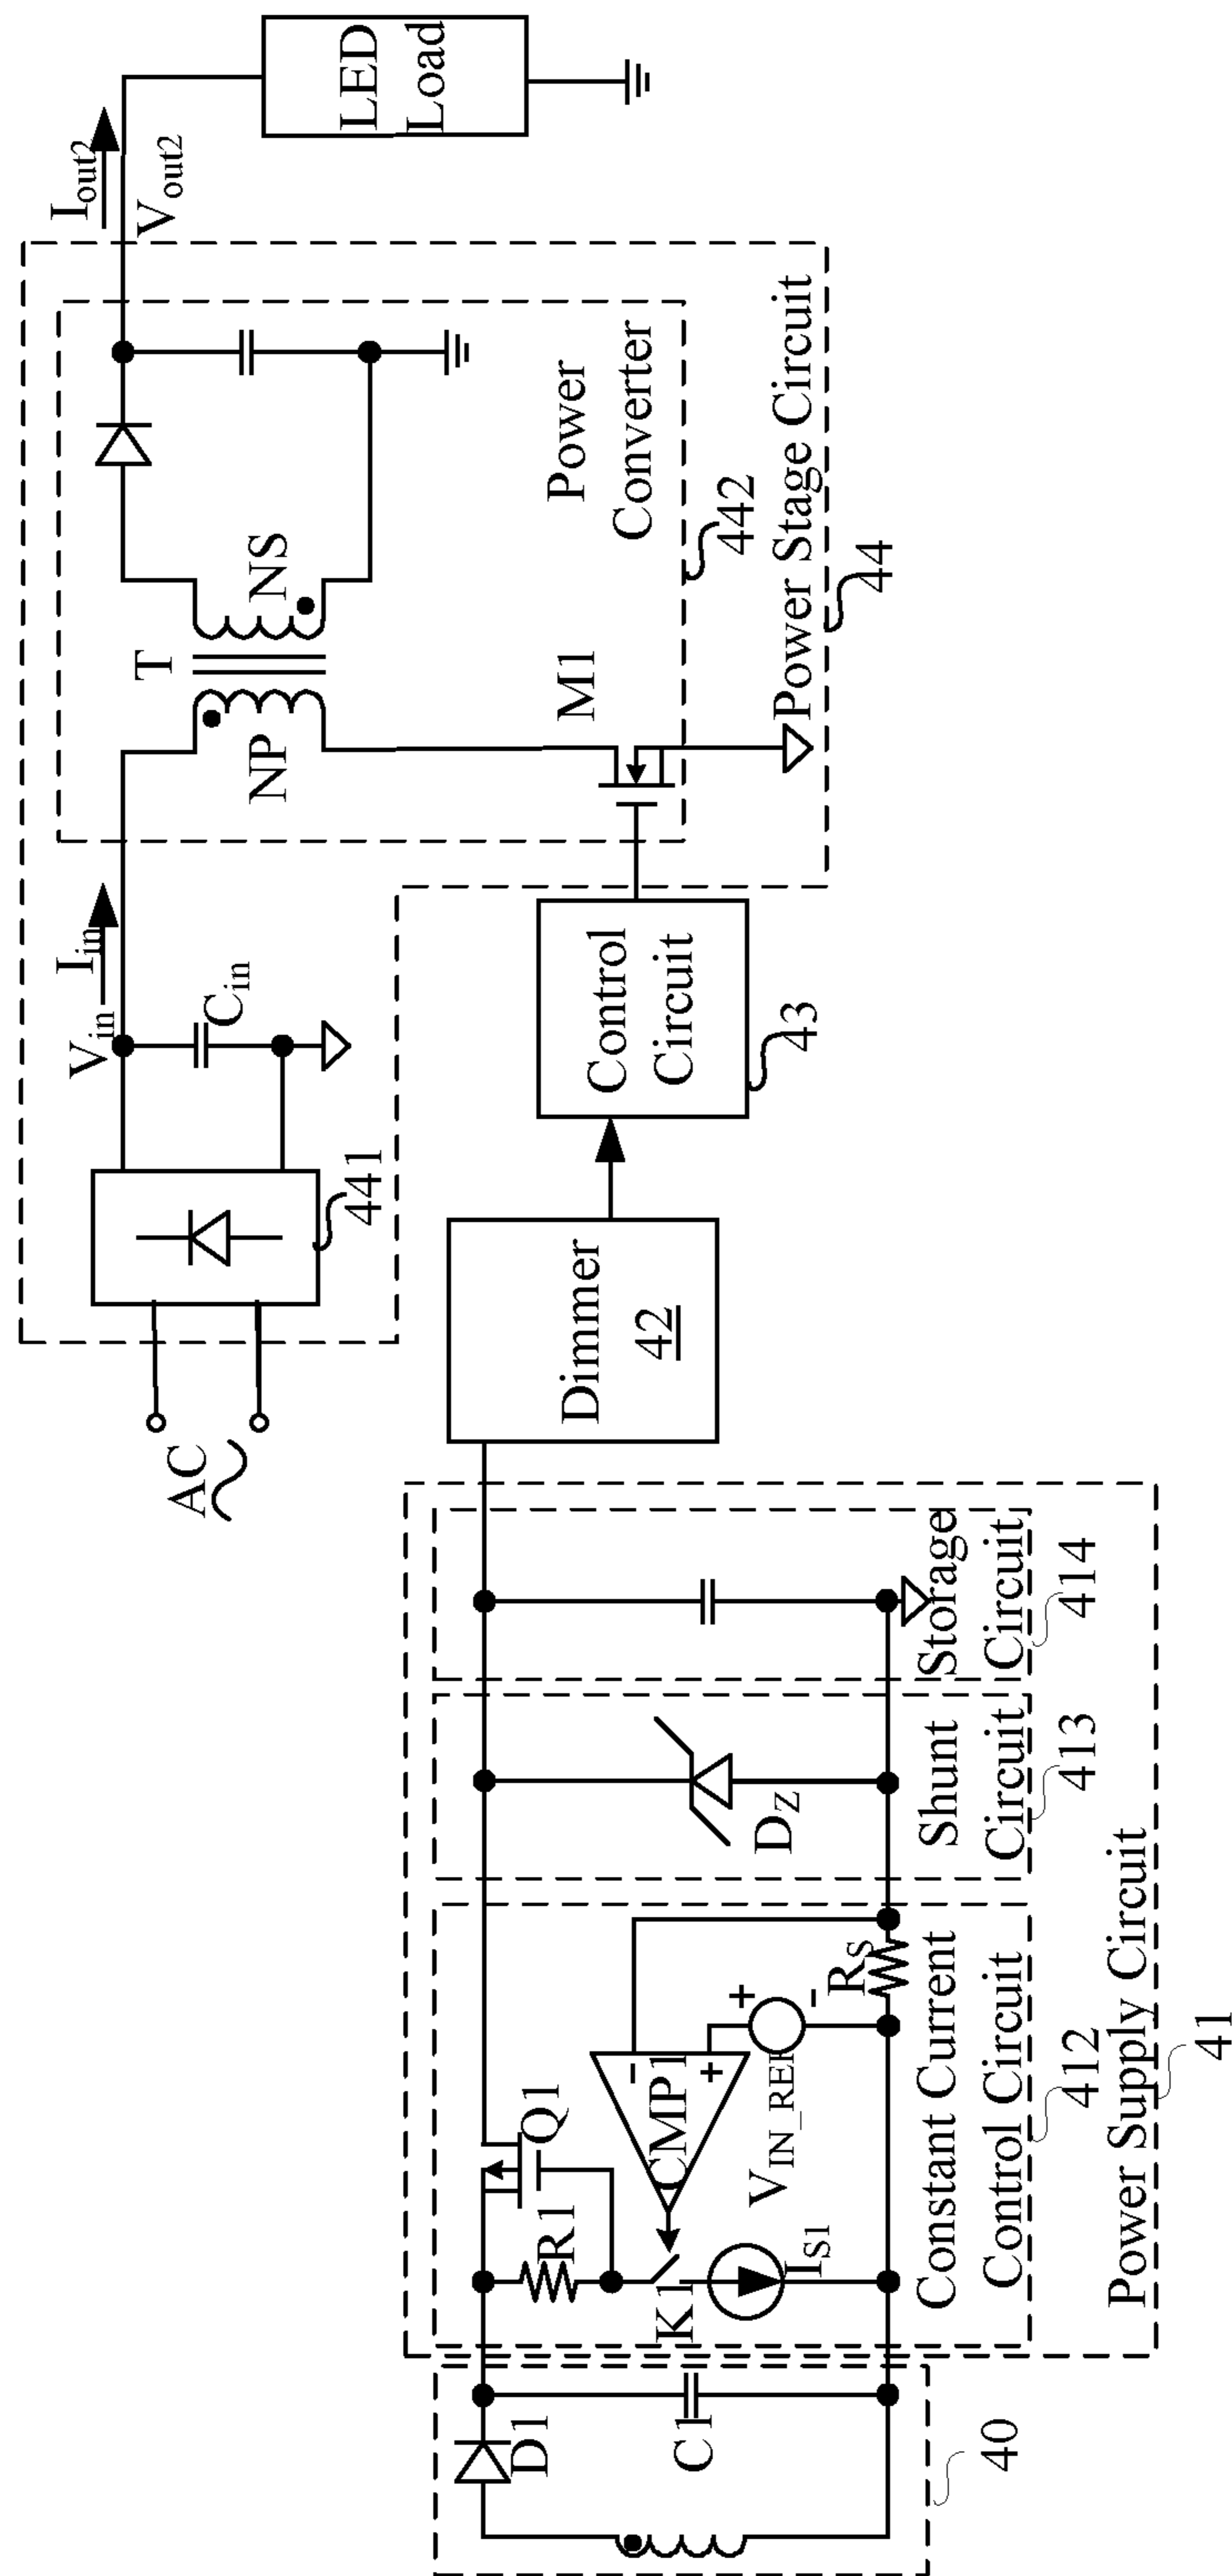 AC
441
V_in
I_in
C_in
NP
T
NS
M1
Power
Converter
442
Power Stage Circuit
44
I_out2
V_out2
LED
Load
D1
C1
40
R1
Q1
K1
I_S1
CMP1
-
+
+
-
V_IN_REF
R_S
Constant Current
Control Circuit
412
D_Z
Shunt
Circuit
413
Storage
Circuit
414
Power Supply Circuit
41
Dimmer
42
Control
Circuit
43